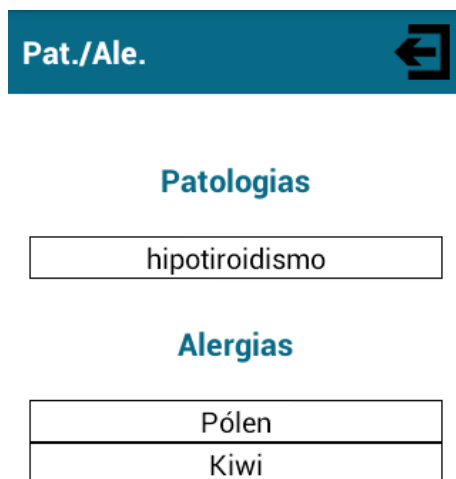 Pat./Ale.
Patologias
hipotiroidismo
Alergias
Pólen
Kiwi